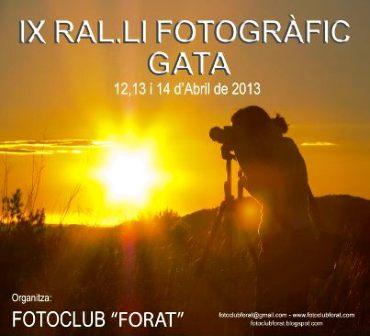 IX RAL.LI FOTOGRÀFIC
GATA
12,13 i 14 d'Abril de 2013
Organitza:
FOTOCLUB "FORAT"
fotoclubforat@gmail.com - www.fotoclubforat.com
fotoclubforat.blogspot.com